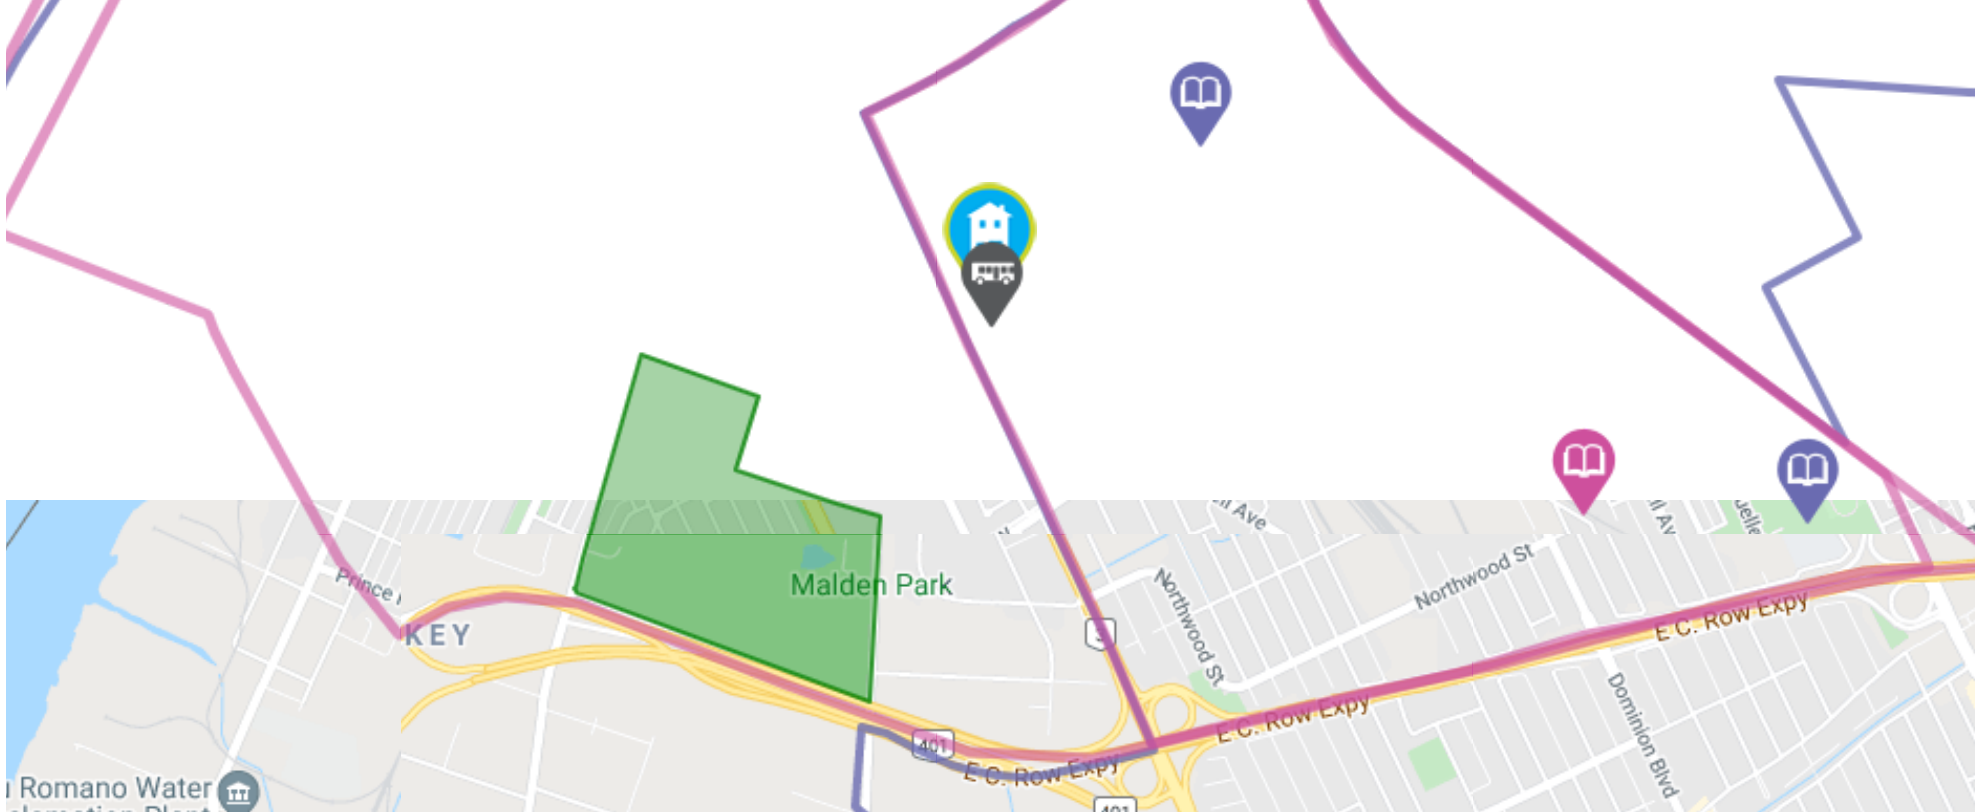 Ave
Northwood St
Prince
Malden Park
KEY
Northwood St
E C. Row Expy
Dominion Blvd
E C. Row Expy
401
E C. Row Expy
Romano Water
401